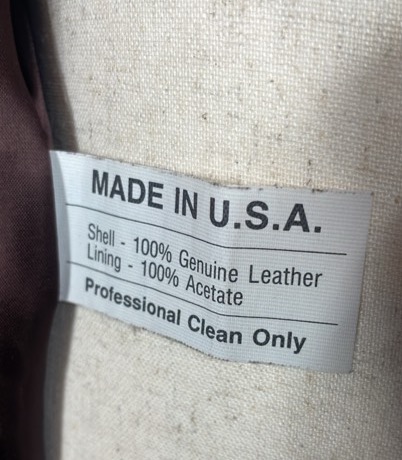 MADE IN U.S.A.
Shell - 100% Genuine Leather
Lining - 100% Acetate
Professional Clean Only